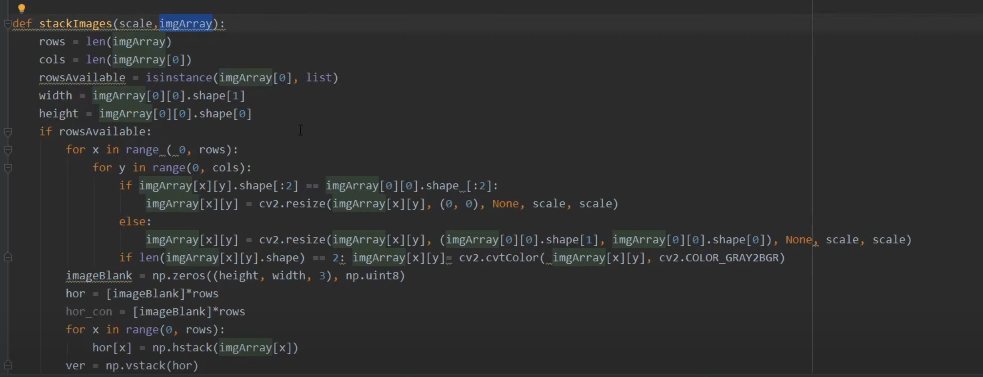 def stackImages(scale,imgArray):
    rows = len(imgArray)
    cols = len(imgArray[0])
    rowsAvailable = isinstance(imgArray[0], list)
    width = imgArray[0][0].shape[1]
    height = imgArray[0][0].shape[0]
    if rowsAvailable:
        for x in range ( 0, rows):
            for y in range(0, cols):
                if imgArray[x][y].shape[:2] == imgArray[0][0].shape [:2]:
                    imgArray[x][y] = cv2.resize(imgArray[x][y], (0, 0), None, scale, scale)
                else:
                    imgArray[x][y] = cv2.resize(imgArray[x][y], (imgArray[0][0].shape[1], imgArray[0][0].shape[0]), None, scale, scale)
                if len(imgArray[x][y].shape) == 2: imgArray[x][y]= cv2.cvtColor( imgArray[x][y], cv2.COLOR_GRAY2BGR)
        imageBlank = np.zeros((height, width, 3), np.uint8)
        hor = [imageBlank]*rows
        hor_con = [imageBlank]*rows
        for x in range(0, rows):
            hor[x] = np.hstack(imgArray[x])
        ver = np.vstack(hor)